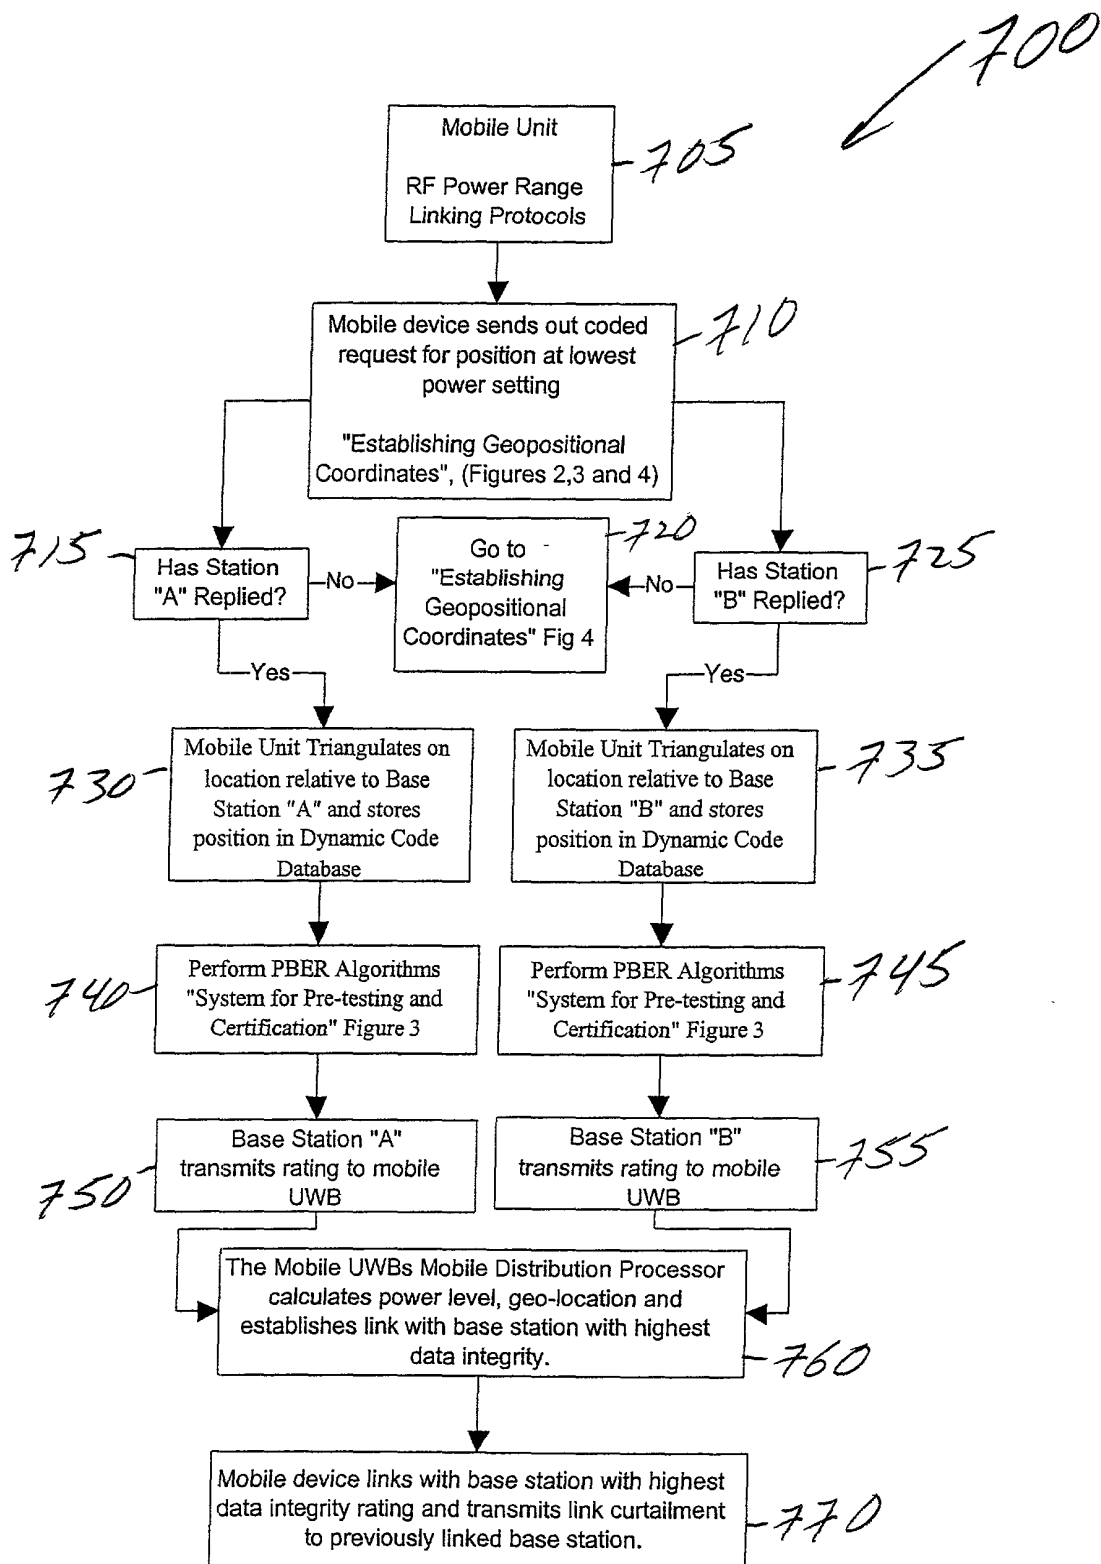 700
Mobile Unit
705
RF Power Range
Linking Protocols
Mobile device sends out coded
request for position at lowest
power setting
710
"Establishing Geopositional
Coordinates", (Figures 2,3 and 4)
715
Has Station
"A" Replied?
No
720
Go to
"Establishing
Geopositional
Coordinates" Fig 4
No
Has Station
"B" Replied?
725
Yes
Yes
730
Mobile Unit Triangulates on
location relative to Base
Station "A" and stores
position in Dynamic Code
Database
Mobile Unit Triangulates on
location relative to Base
Station "B" and stores
position in Dynamic Code
Database
735
740
Perform PBER Algorithms
"System for Pre-testing and
Certification" Figure 3
Perform PBER Algorithms
"System for Pre-testing and
Certification" Figure 3
745
750
Base Station "A"
transmits rating to mobile
UWB
Base Station "B"
transmits rating to mobile
UWB
755
The Mobile UWBs Mobile Distribution Processor
calculates power level, geo-location and
establishes link with base station with highest
data integrity.
760
Mobile device links with base station with highest
data integrity rating and transmits link curtailment
to previously linked base station.
770